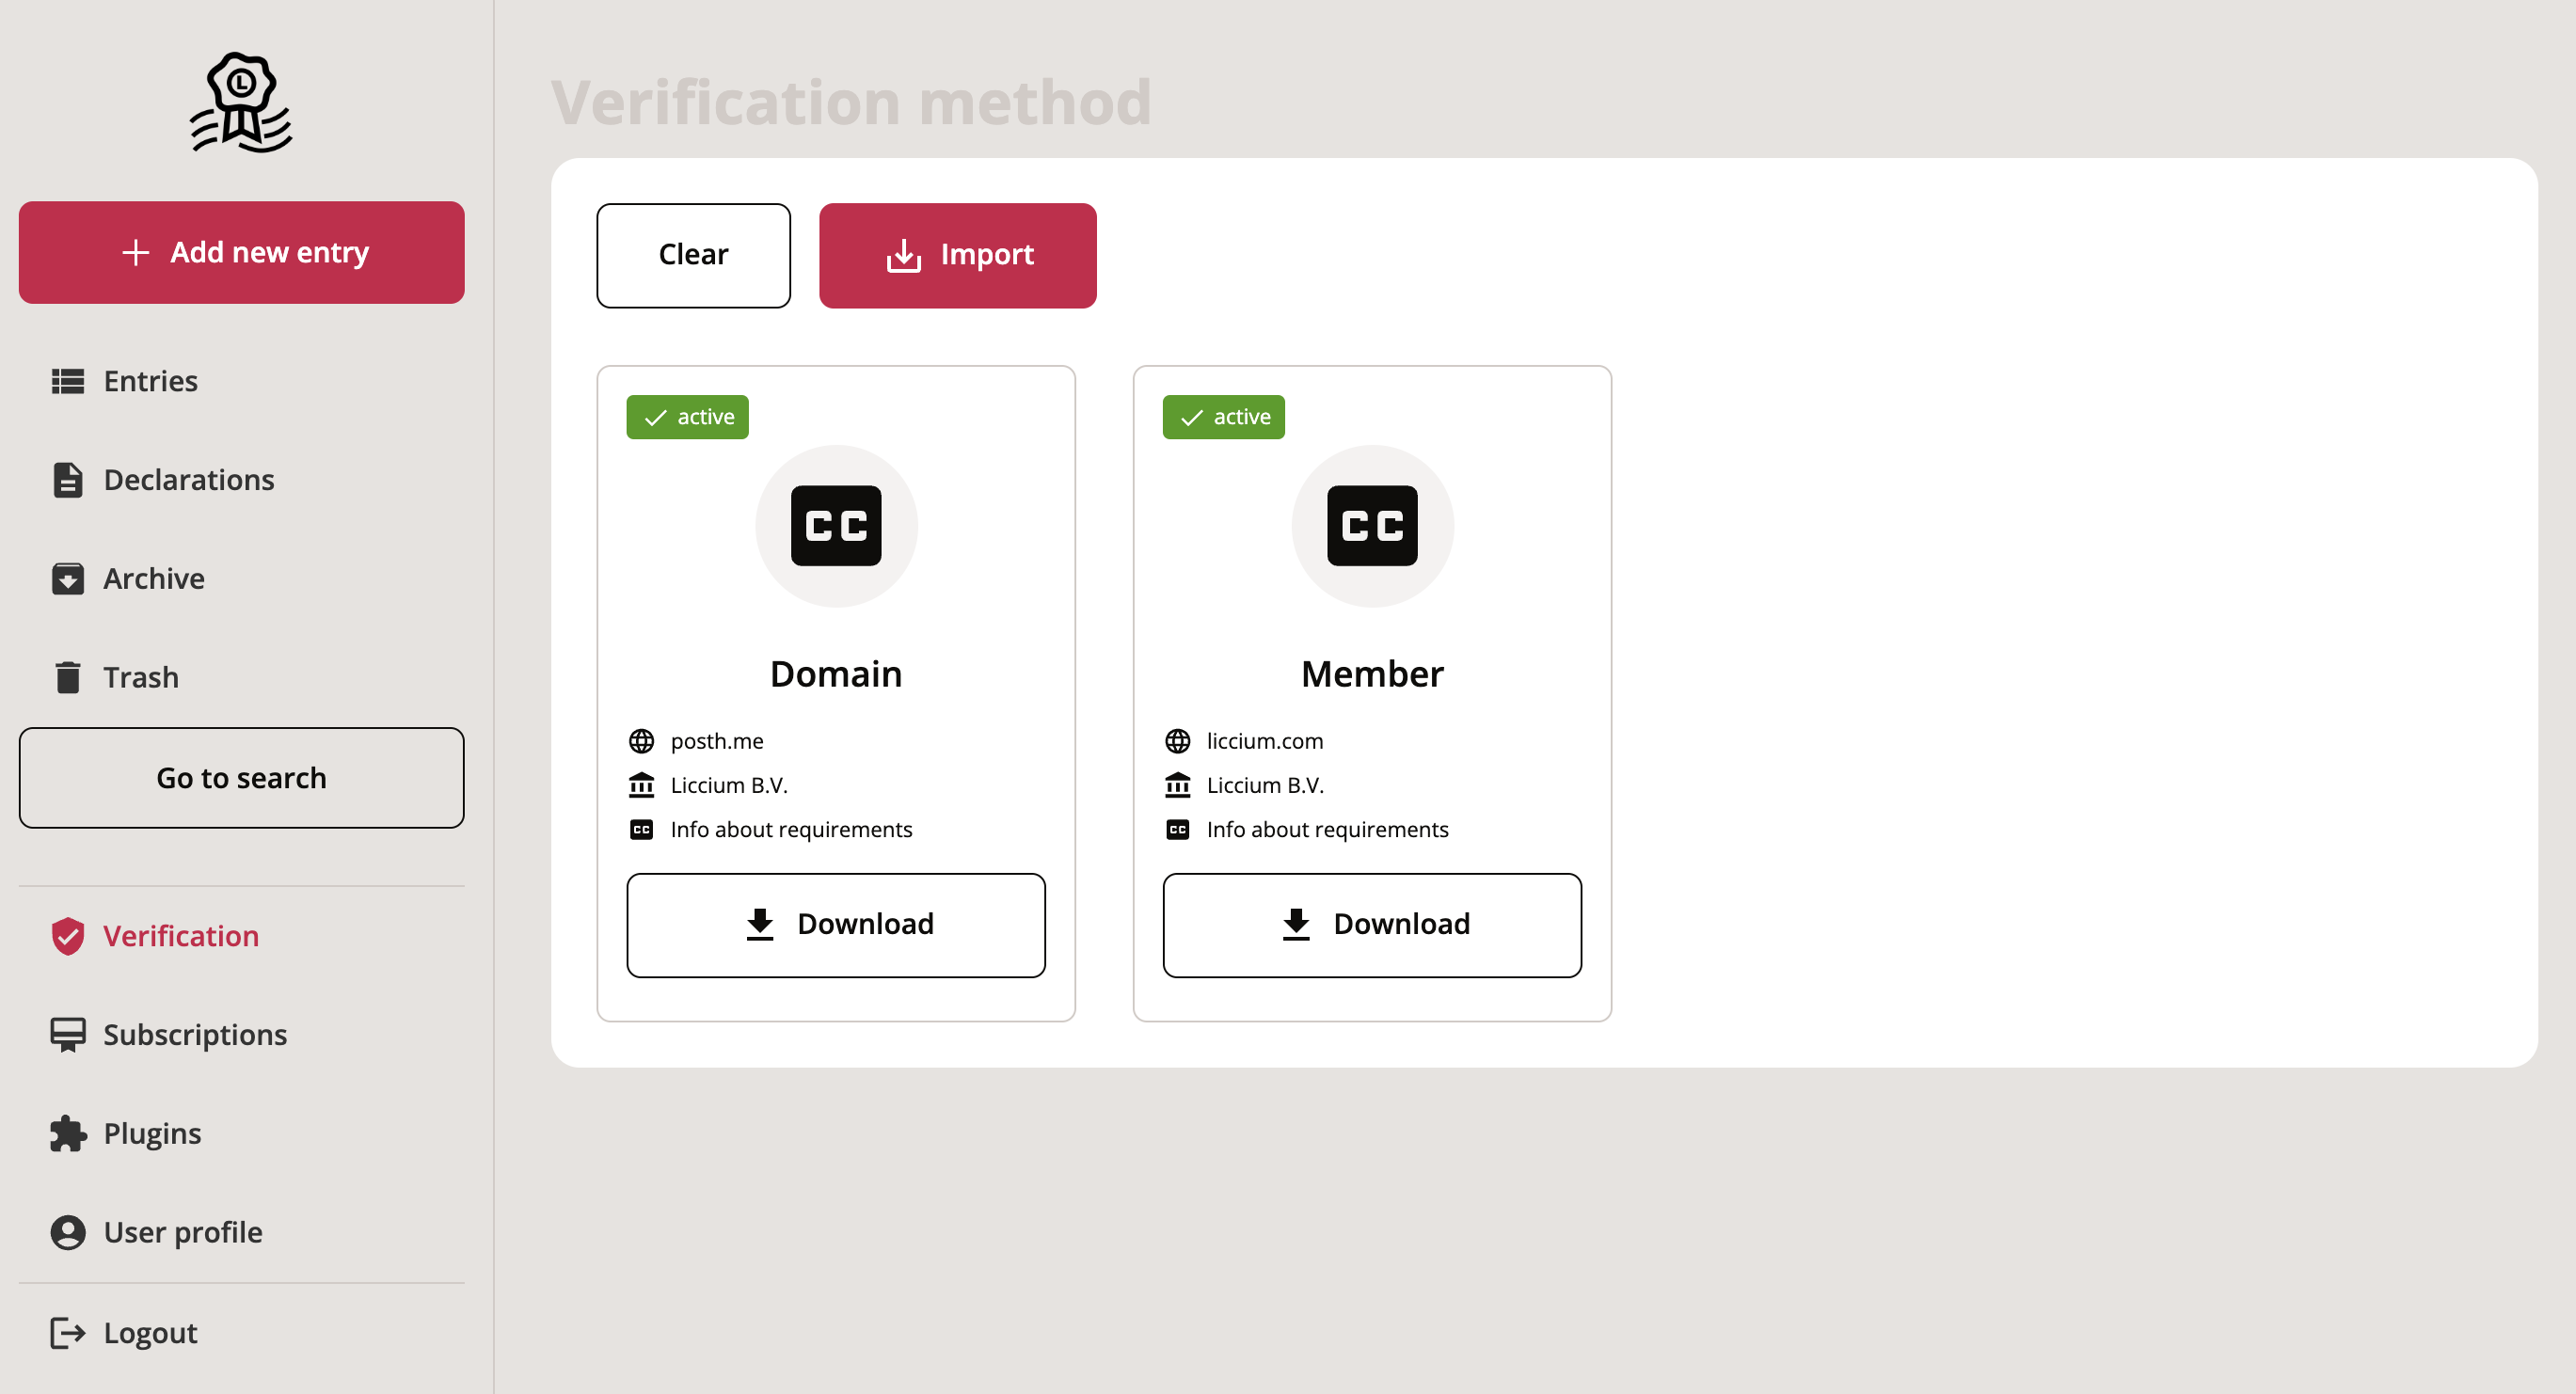 L
Add new entry
Entries
Declarations
Archive
Trash
Go to search
Verification
Subscriptions
Plugins
User profile
Logout
Verification method
Clear
Import
active
CC
Domain
posth.me
Liccium B.V.
CC Info about requirements
Download
active
CC
Member
liccium.com
Liccium B.V.
CC Info about requirements
Download